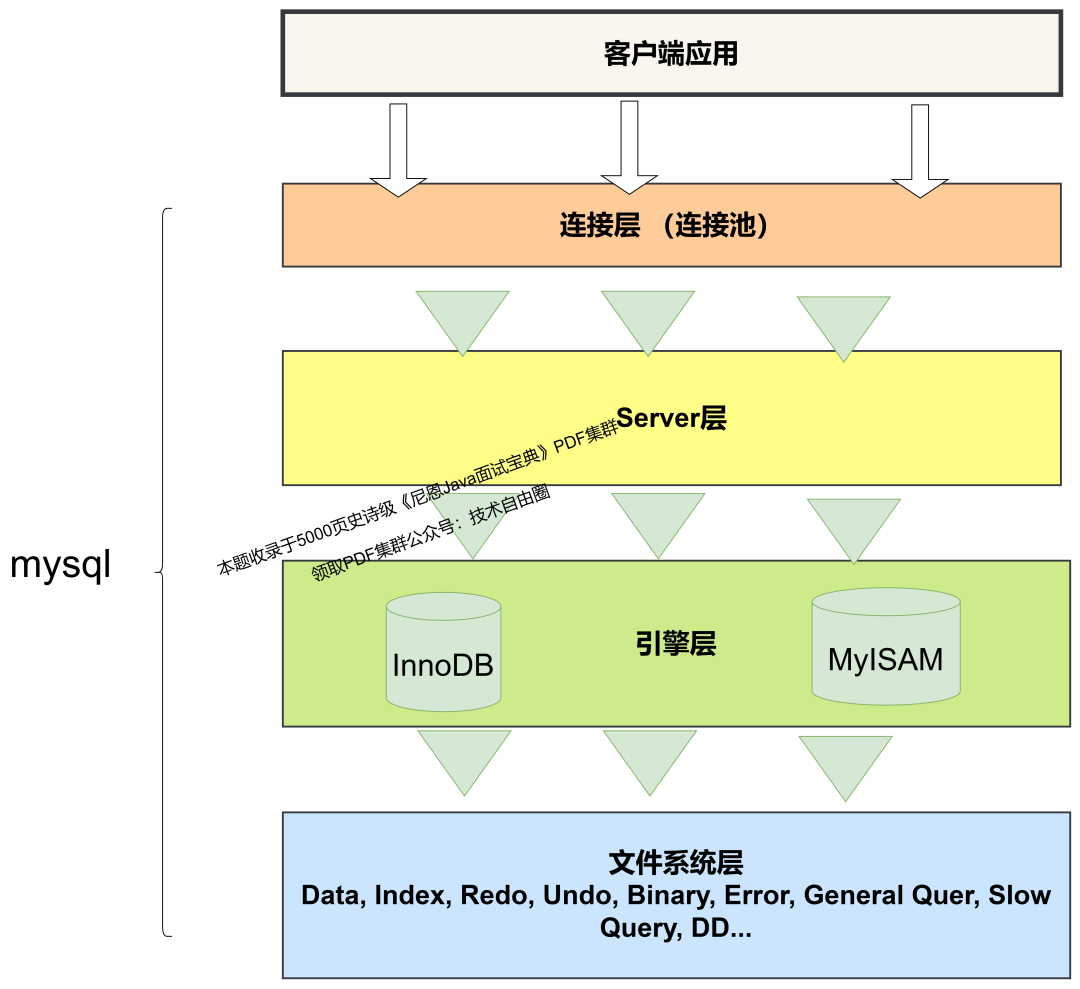 客户端应用
连接层 （连接池）
Server层
本题收录于5000页史诗级《尼恩Java面试宝典》PDF集群
领取PDF集群公众号：技术自由圈
mysql
引擎层
InnoDB
MyISAM
文件系统层
Data, Index, Redo, Undo, Binary, Error, General Quer, Slow
Query, DD...